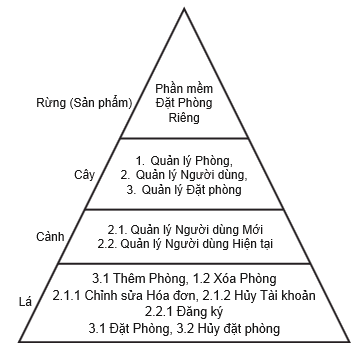 Phần mềm
Rừng (Sản phẩm) Đặt Phòng
Riêng
1. Quản lý Phòng,
Cây 2. Quản lý Người dùng,
3. Quản lý Đặt phòng
2.1. Quản lý Người dùng Mới
Cành 2.2. Quản lý Người dùng Hiện tại
3.1 Thêm Phòng, 1.2 Xóa Phòng
Lá 2.1.1 Chỉnh sửa Hóa đơn, 2.1.2 Hủy Tài khoản
2.2.1 Đăng ký
3.1 Đặt Phòng, 3.2 Hủy đặt phòng